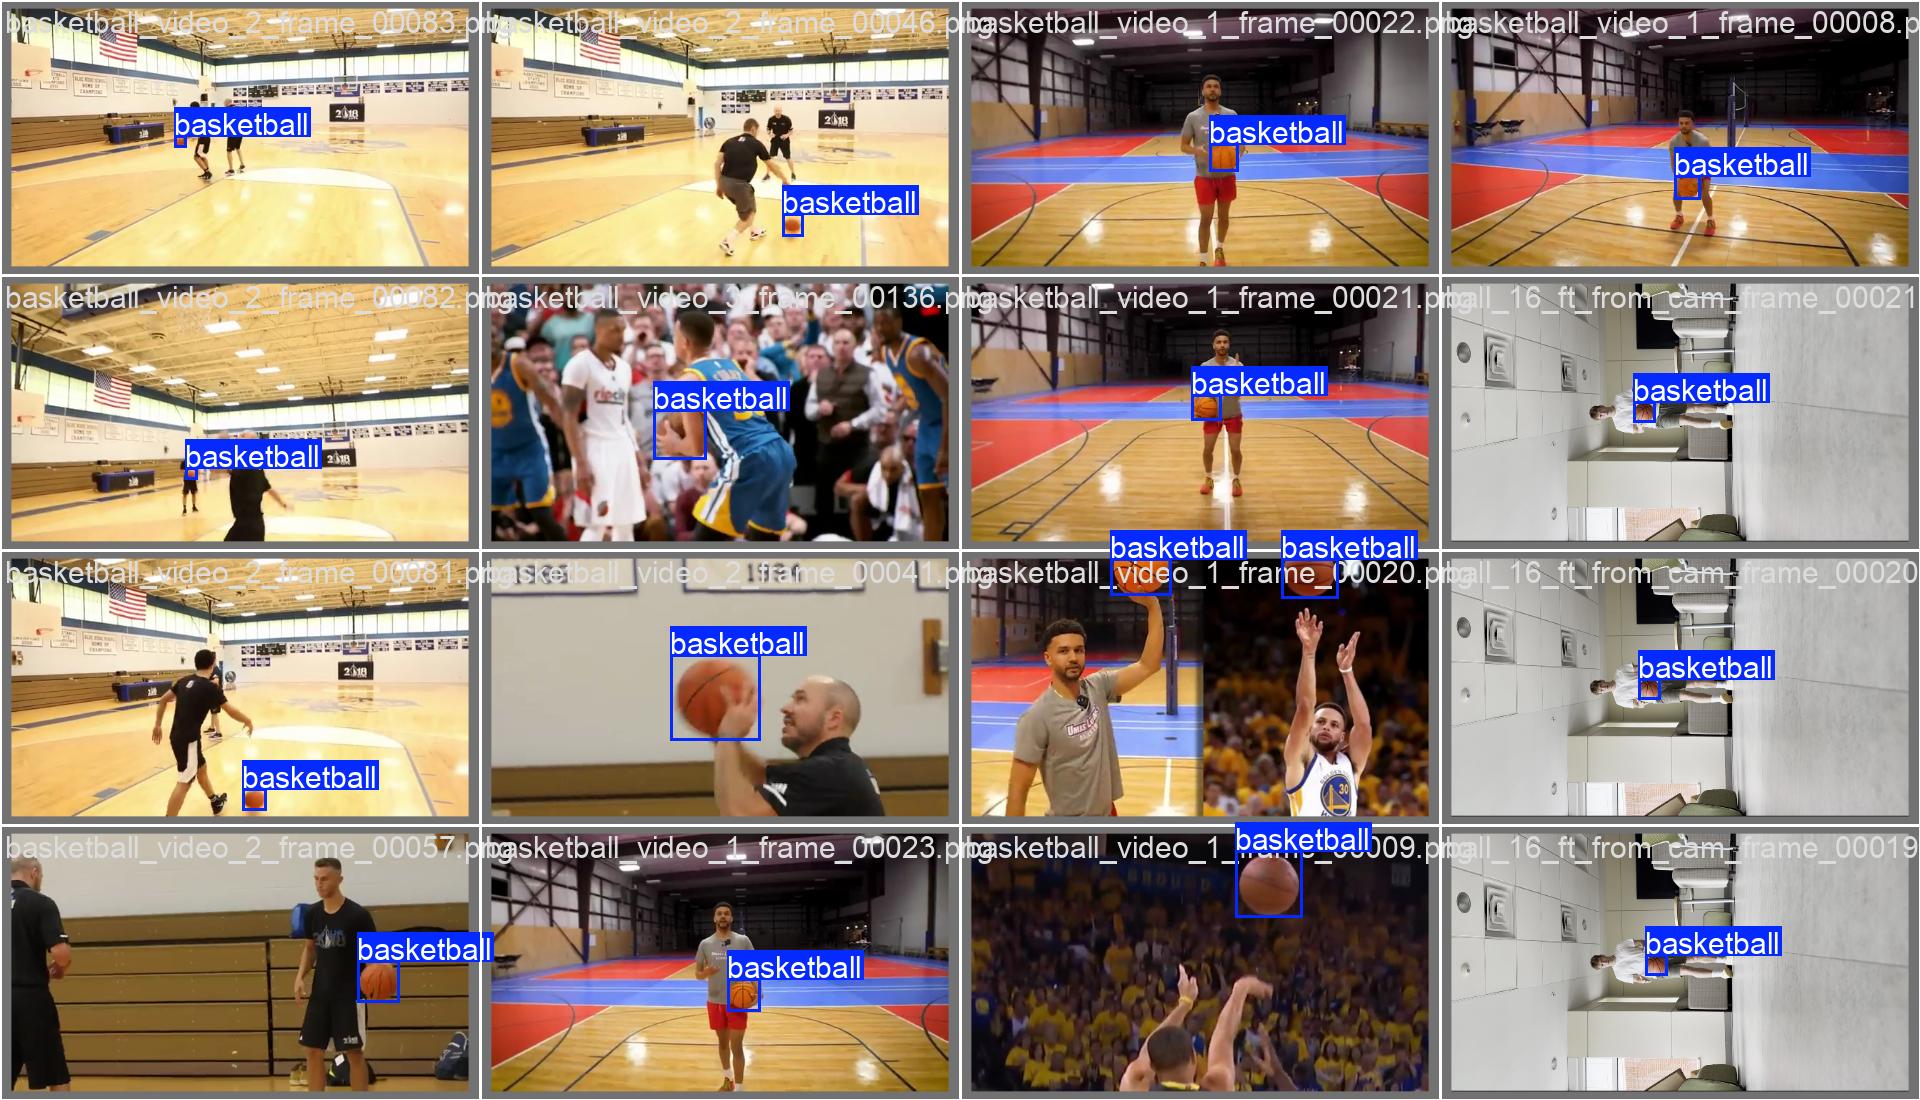 basketball_video_2_frame_00083.png
basketball_video_2_frame_00046.png
basketball_video_1_frame_00022.png
basketball_video_1_frame_00008.p
basketball
basketball
basketball
basketball
basketball_video_2_frame_00082.png
basketball_video_3_frame_00136.png
basketball_video_1_frame_00021.png
ball_16_ft_from_cam_frame_00021
basketball
basketball
basketball
basketball
basketball_video_2_frame_00081.png
basketball_video_2_frame_00041.png
basketball_video_1_frame_00020.png
ball_16_ft_from_cam_frame_00020
basketball
basketball
basketball
basketball
basketball
30
basketball_video_2_frame_00057.png
basketball_video_1_frame_00023.png
basketball_video_1_frame_00009.png
ball_16_ft_from_cam_frame_00019
basketball
basketball
basketball
basketball